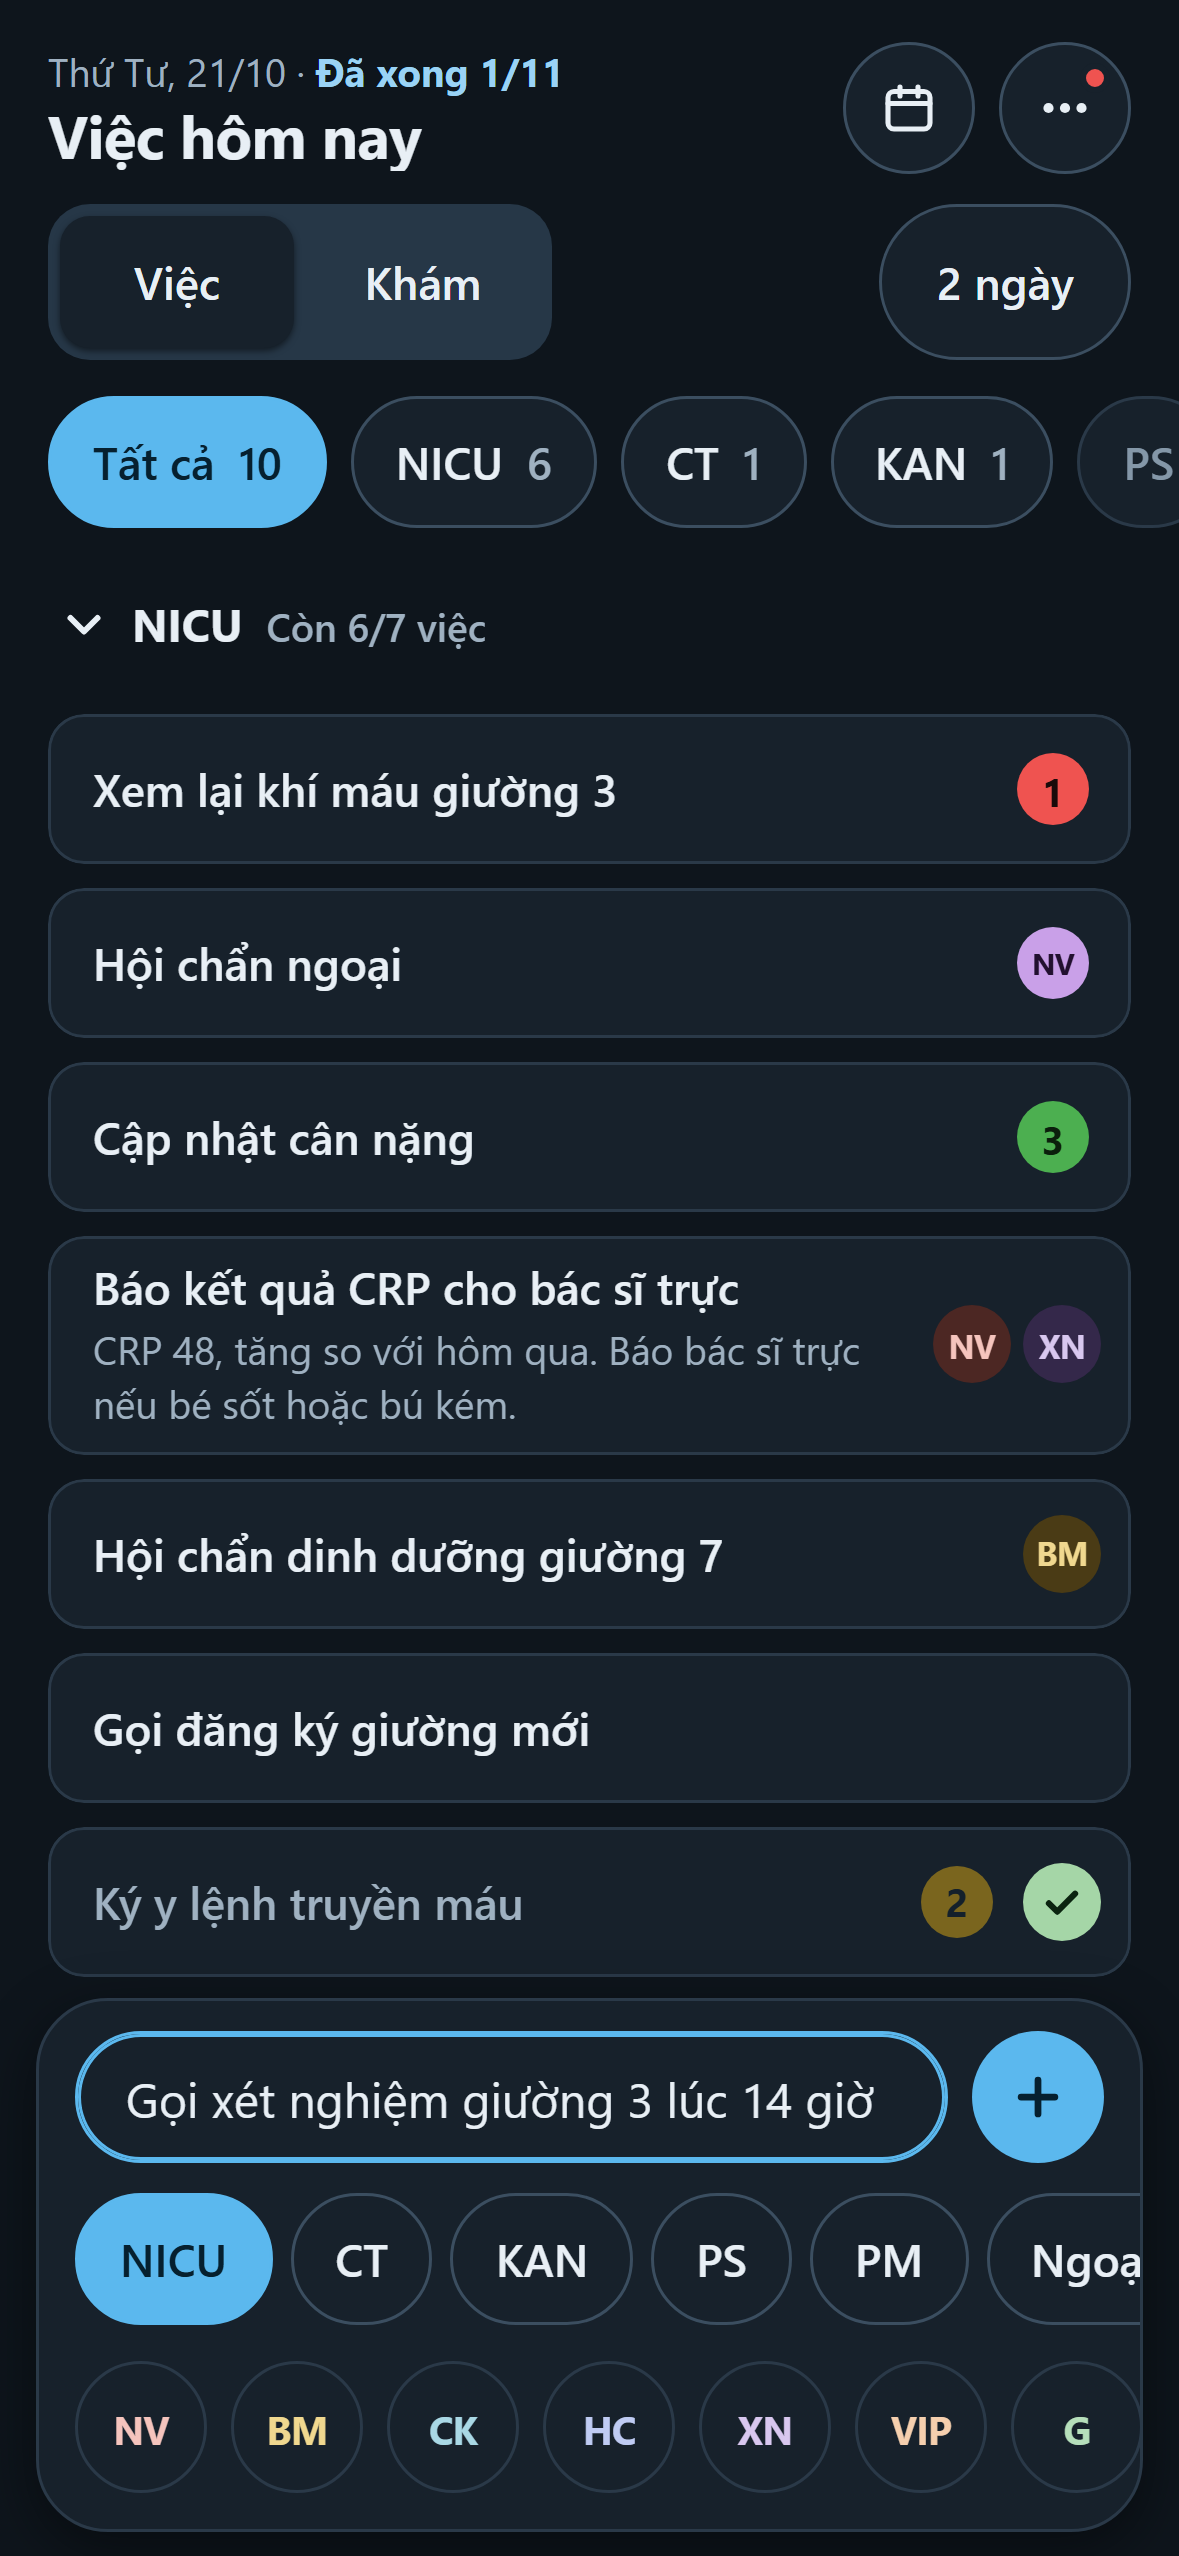 Thứ Tư, 21/10 · Đã xong 1/11
Việc hôm nay
Việc Khám 2 ngày
Tất cả 10 NICU 6 CT 1 KAN 1 PS
NICU Còn 6/7 việc
Xem lại khí máu giường 3 1
Hội chẩn ngoại NV
Cập nhật cân nặng 3
Báo kết quả CRP cho bác sĩ trực
CRP 48, tăng so với hôm qua. Báo bác sĩ trực
nếu bé sốt hoặc bú kém.
NV XN
Hội chẩn dinh dưỡng giường 7 BM
Gọi đăng ký giường mới
Ký y lệnh truyền máu 2
Gọi xét nghiệm giường 3 lúc 14 giờ
NICU CT KAN PS PM Ngoạ
NV BM CK HC XN VIP G